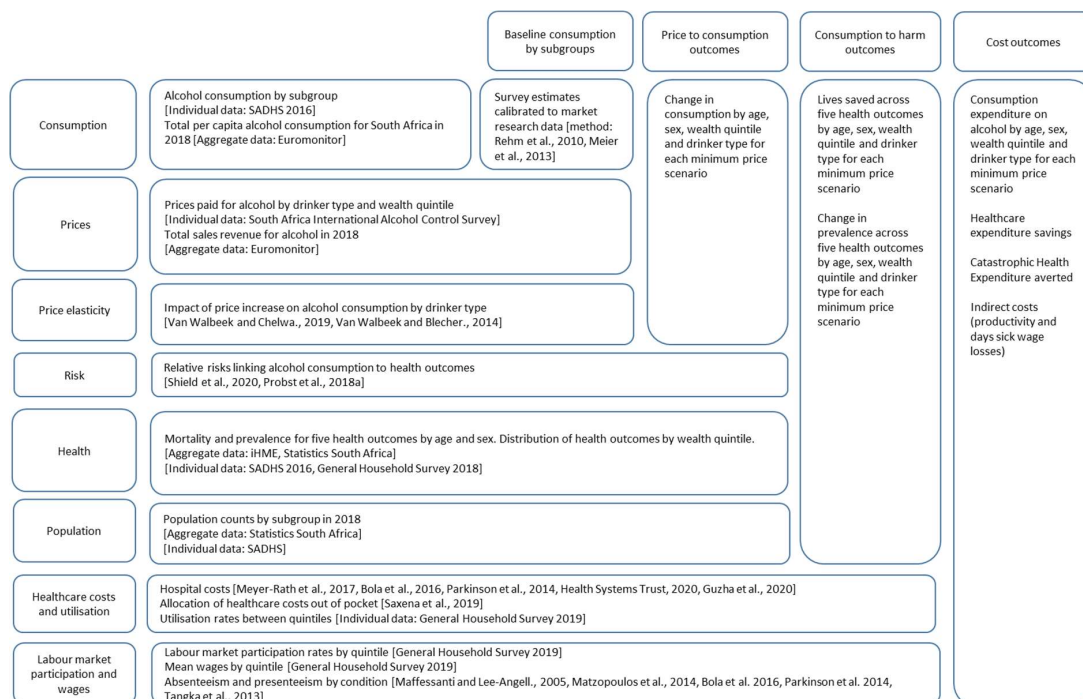 Baseline consumption
by subgroups
Price to consumption
outcomes
Consumption to harm
outcomes
Cost outcomes
Consumption
Alcohol consumption by subgroup
[Individual data: SADHS 2016]
Total per capita alcohol consumption for South Africa in
2018 [Aggregate data: Euromonitor]
Survey estimates
calibrated to market
research data [method:
Rehm et al., 2010, Meier
et al., 2013]
Change in
consumption by age,
sex, wealth quintile
and drinker type for
each minimum price
scenario
Lives saved across
five health outcomes
by age, sex, wealth
quintile and drinker
type for each
minimum price
scenario
Change in
prevalence across
five health outcomes
by age, sex, wealth
quintile and drinker
type for each
minimum price
scenario
Consumption
expenditure on
alcohol by age, sex,
wealth quintile and
drinker type for each
minimum price
scenario
Healthcare
expenditure savings
Catastrophic Health
Expenditure averted
Indirect costs
(productivity and
days sick wage
losses)
Prices
Prices paid for alcohol by drinker type and wealth quintile
[Individual data: South Africa International Alcohol Control Survey]
Total sales revenue for alcohol in 2018
[Aggregate data: Euromonitor]
Price elasticity
Impact of price increase on alcohol consumption by drinker type
[Van Walbeek and Chelwa., 2019, Van Walbeek and Blecher., 2014]
Risk
Relative risks linking alcohol consumption to health outcomes
[Shield et al., 2020, Probst et al., 2018a]
Health
Mortality and prevalence for five health outcomes by age and sex. Distribution of health outcomes by wealth quintile.
[Aggregate data: iHME, Statistics South Africa]
[Individual data: SADHS 2016, General Household Survey 2018]
Population
Population counts by subgroup in 2018
[Aggregate data: Statistics South Africa]
[Individual data: SADHS]
Healthcare costs
and utilisation
Hospital costs [Meyer-Rath et al., 2017, Bola et al., 2016, Parkinson et al., 2014, Health Systems Trust, 2020, Guzha et al., 2020]
Allocation of healthcare costs out of pocket [Saxena et al., 2019]
Utilisation rates between quintiles [Individual data: General Household Survey 2019]
Labour market
participation and
wages
Labour market participation rates by quintile [General Household Survey 2019]
Mean wages by quintile [General Household Survey 2019]
Absenteeism and presenteeism by condition [Maffessanti and Lee-Angell., 2005, Matzopoulos et al., 2014, Bola et al. 2016, Parkinson et al. 2014,
Tangka et al., 2013]